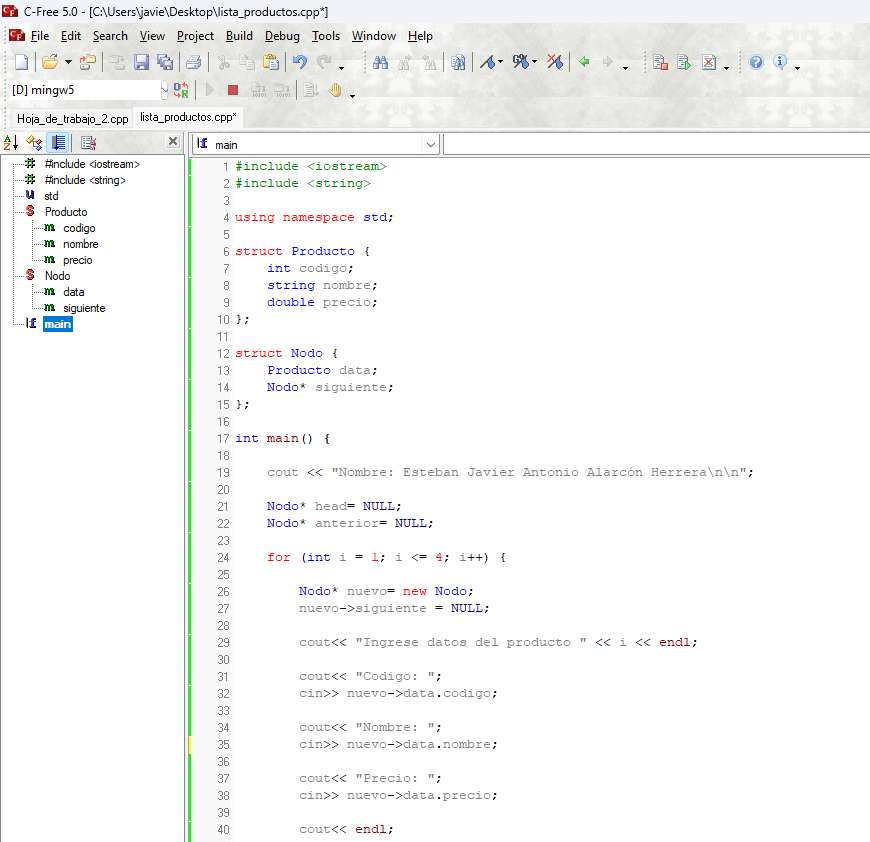 C-Free 5.0 - [C:\Users\javie\Desktop\lista_productos.cpp*]
File Edit Search View Project Build Debug Tools Window Help
[D] mingw5
Hoja_de_trabajo_2.cpp lista_productos.cpp*
main
#include <iostream>
#include <string>
std
Producto
codigo
nombre
precio
Nodo
data
siguiente
main
1 #include <iostream>
2 #include <string>
3
4 using namespace std;
5
6 struct Producto {
7 int codigo;
8 string nombre;
9 double precio;
10 };
11
12 struct Nodo {
13 Producto data;
14 Nodo* siguiente;
15 };
16
17 int main() {
18
19 cout << "Nombre: Esteban Javier Antonio Alarcón Herrera\n\n";
20
21 Nodo* head= NULL;
22 Nodo* anterior= NULL;
23
24 for (int i = 1; i <= 4; i++) {
25
26 Nodo* nuevo= new Nodo;
27 nuevo->siguiente = NULL;
28
29 cout<< "Ingrese datos del producto " << i << endl;
30
31 cout<< "Codigo: ";
32 cin>> nuevo->data.codigo;
33
34 cout<< "Nombre: ";
35 cin>> nuevo->data.nombre;
36
37 cout<< "Precio: ";
38 cin>> nuevo->data.precio;
39
40 cout<< endl;